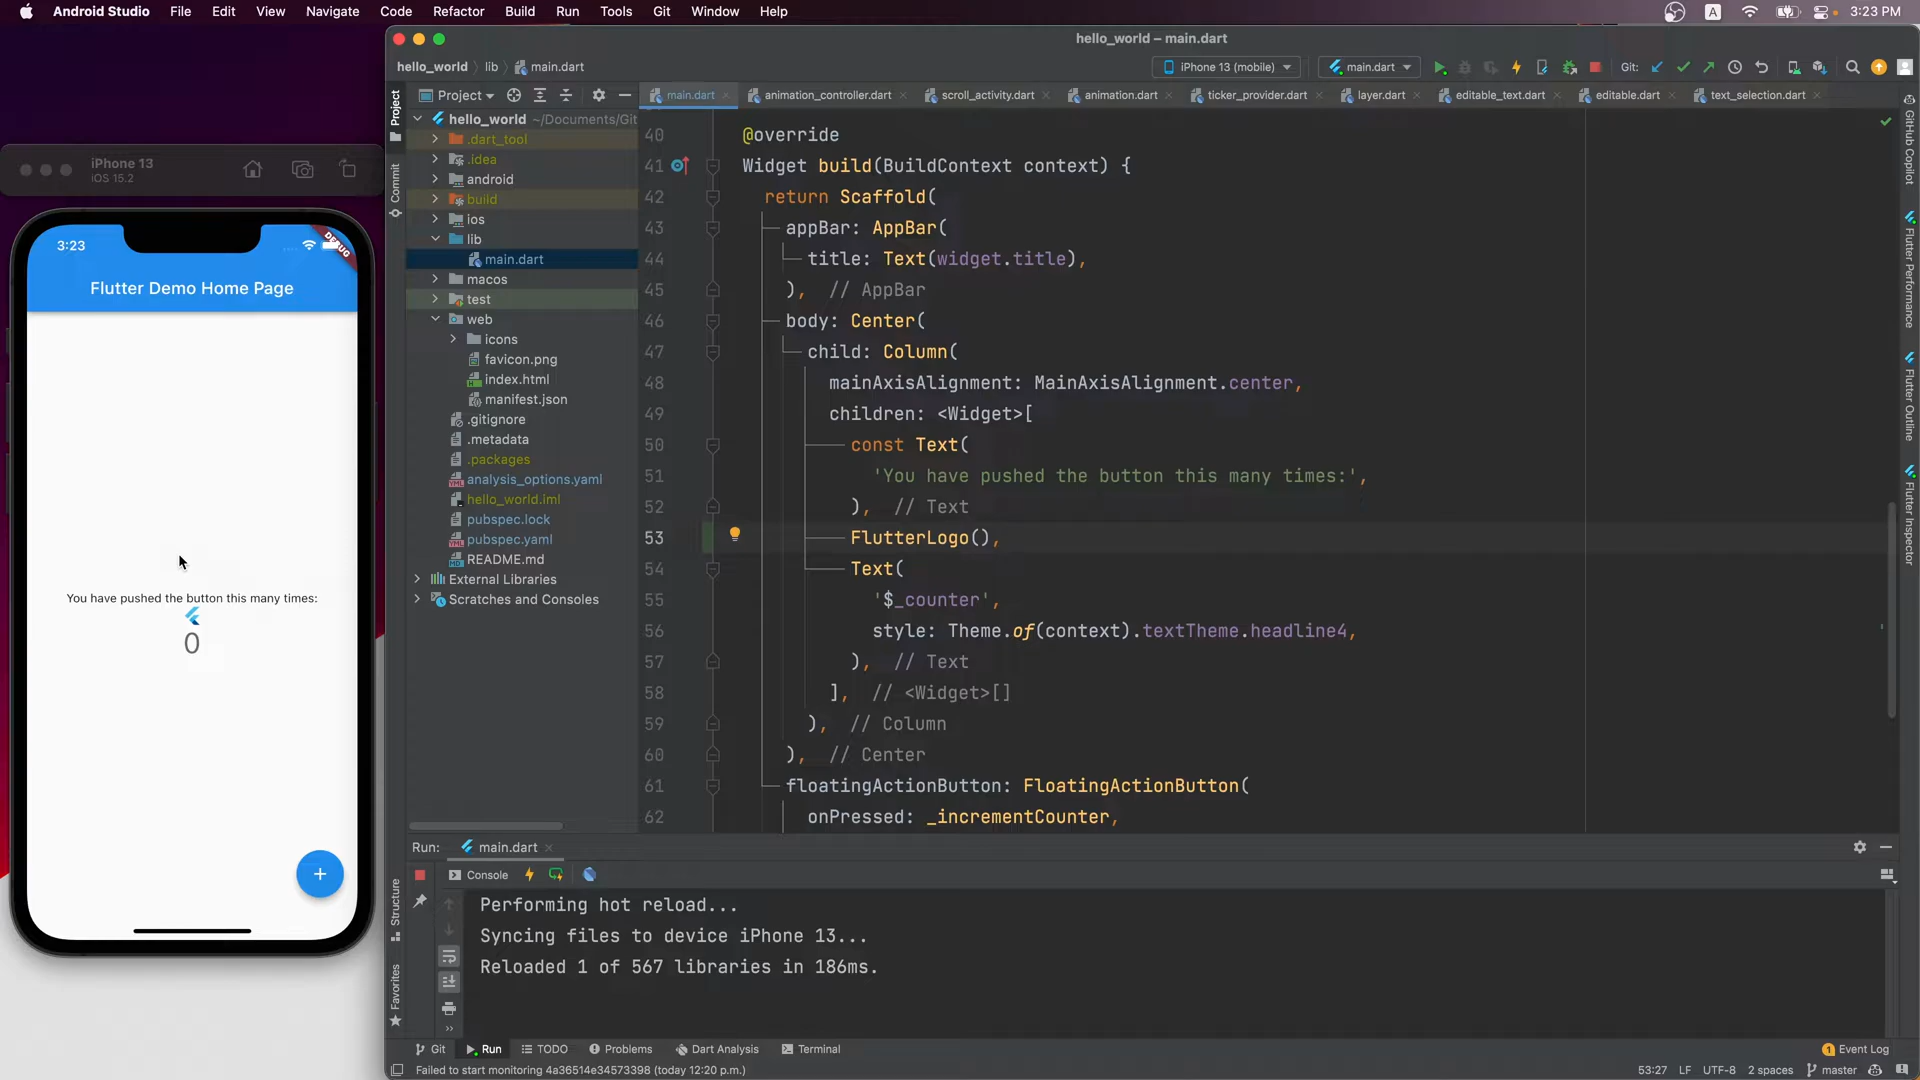 Android Studio File Edit View Navigate Code Refactor Build Run Tools Git Window Help
A 3:23 PM
hello_world – main.dart
hello_world lib main.dart
iPhone 13 (mobile) main.dart Git:
Project
main.dart animation_controller.dart scroll_activity.dart animation.dart ticker_provider.dart layer.dart editable_text.dart editable.dart text_selection.dart
hello_world ~/Documents/Git
.dart_tool
.idea
android
build
ios
lib
main.dart
macos
test
web
icons
favicon.png
index.html
manifest.json
.gitignore
.metadata
.packages
analysis_options.yaml
hello_world.iml
pubspec.lock
pubspec.yaml
README.md
External Libraries
Scratches and Consoles
Project
Commit
Structure
Favorites
iPhone 13
iOS 15.2
3:23
DEBUG
Flutter Demo Home Page
You have pushed the button this many times:
0
+
40 @override
41 Widget build(BuildContext context) {
42 return Scaffold(
43 appBar: AppBar(
44 title: Text(widget.title),
45 ), // AppBar
46 body: Center(
47 child: Column(
48 mainAxisAlignment: MainAxisAlignment.center,
49 children: <Widget>[
50 const Text(
51 'You have pushed the button this many times:',
52 ), // Text
53 FlutterLogo(),
54 Text(
55 '$_counter',
56 style: Theme.of(context).textTheme.headline4,
57 ), // Text
58 ], // <Widget>[]
59 ), // Column
60 ), // Center
61 floatingActionButton: FloatingActionButton(
62 onPressed: _incrementCounter,
GitHub Copilot
Flutter Performance
Flutter Outline
Flutter Inspector
Run: main.dart
Console
Performing hot reload...
Syncing files to device iPhone 13...
Reloaded 1 of 567 libraries in 186ms.
Git Run TODO Problems Dart Analysis Terminal
1 Event Log
Failed to start monitoring 4a36514e34573398 (today 12:20 p.m.)
53:27 LF UTF-8 2 spaces master